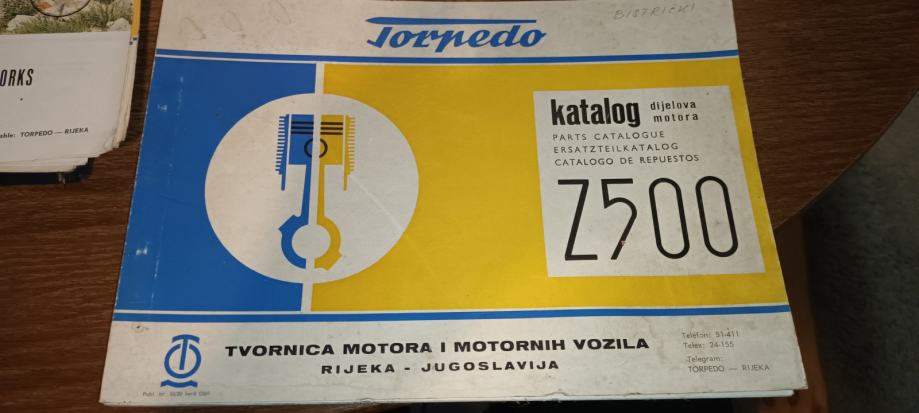 ORKS
TORPEDO — RIJEKA
BISTRIČKI
Torpedo
katalog dijelova motora
PARTS CATALOGUE
ERSATZTEILKATALOG
CATALOGO DE REPUESTOS
Z500
TVORNICA MOTORA I MOTORNIH VOZILA
RIJEKA - JUGOSLAVIJA
Telefon: 51-411
Telex: 24-155
Telegram:
TORPEDO — RIJEKA